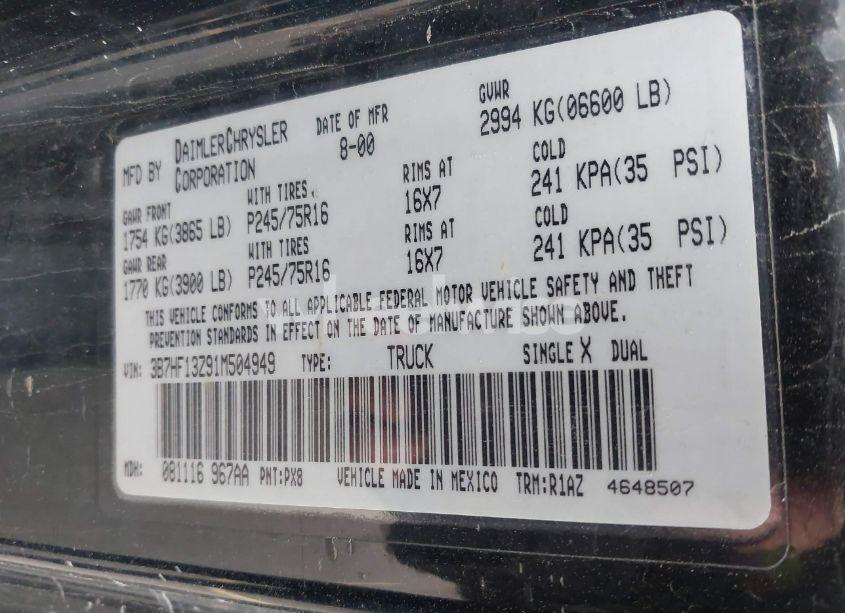 MFD BY DAIMLERCHRYSLER CORPORATION DATE OF MFR 8-00 GVWR 2994 KG(06600 LB)
GAWR FRONT WITH TIRES RIMS AT COLD
1754 KG(3865 LB) P245/75R16 16X7 241 KPA(35 PSI)
GAWR REAR WITH TIRES RIMS AT COLD
1770 KG(3900 LB) P245/75R16 16X7 241 KPA(35 PSI)
THIS VEHICLE CONFORMS TO ALL APPLICABLE FEDERAL MOTOR VEHICLE SAFETY AND THEFT
PREVENTION STANDARDS IN EFFECT ON THE DATE OF MANUFACTURE SHOWN ABOVE.
VIN: 3B7HF13Z91M504949 TYPE: TRUCK SINGLE X DUAL
MDH: 081116 967AA PNT:PX8 VEHICLE MADE IN MEXICO TRM:R1AZ 4648507